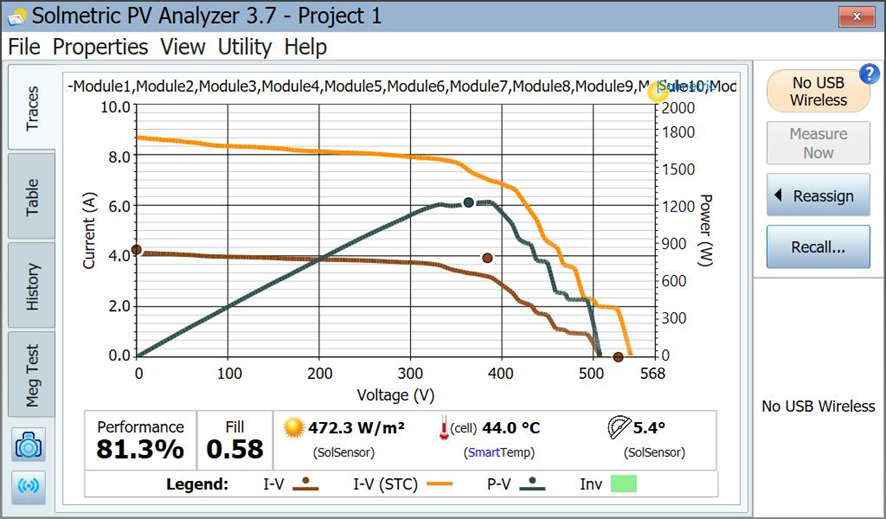 Solmetric PV Analyzer 3.7 - Project 1
File Properties View Utility Help
Traces
Table
History
Meg Test
-Module1,Module2,Module3,Module4,Module5,Module6,Module7,Module8,Module9,M
Current (A)
10.0
8.0
6.0
4.0
2.0
0.0
0 100 200 300 400 500 568
Voltage (V)
2000
1800
1500
1200
900
600
300
0
Power (W)
?
No USB
Wireless
Measure
Now
Reassign
Recall...
No USB Wireless
Performance
81.3%
Fill
0.58
472.3 W/m²
(SolSensor)
(cell) 44.0 °C
(SmartTemp)
5.4°
(SolSensor)
Legend: I-V I-V (STC) P-V Inv